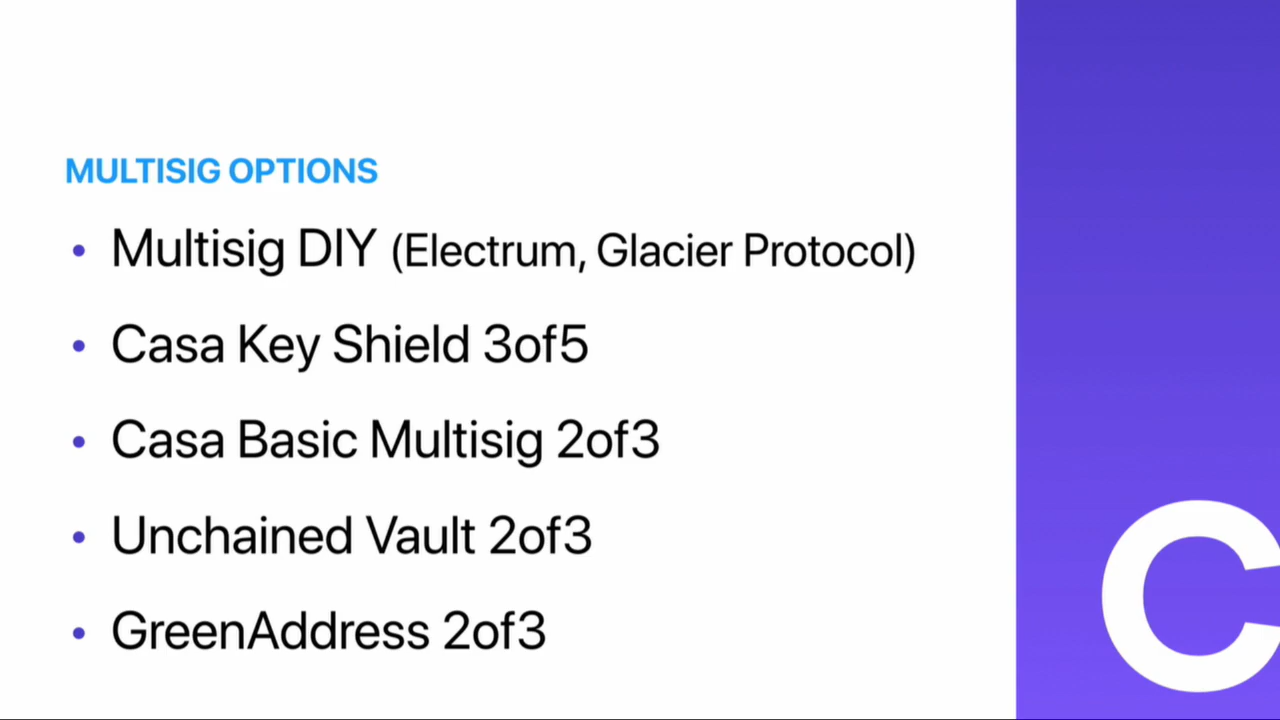 MULTISIG OPTIONS
• Multisig DIY (Electrum, Glacier Protocol)
• Casa Key Shield 3of5
• Casa Basic Multisig 2of3
• Unchained Vault 2of3
• GreenAddress 2of3
C